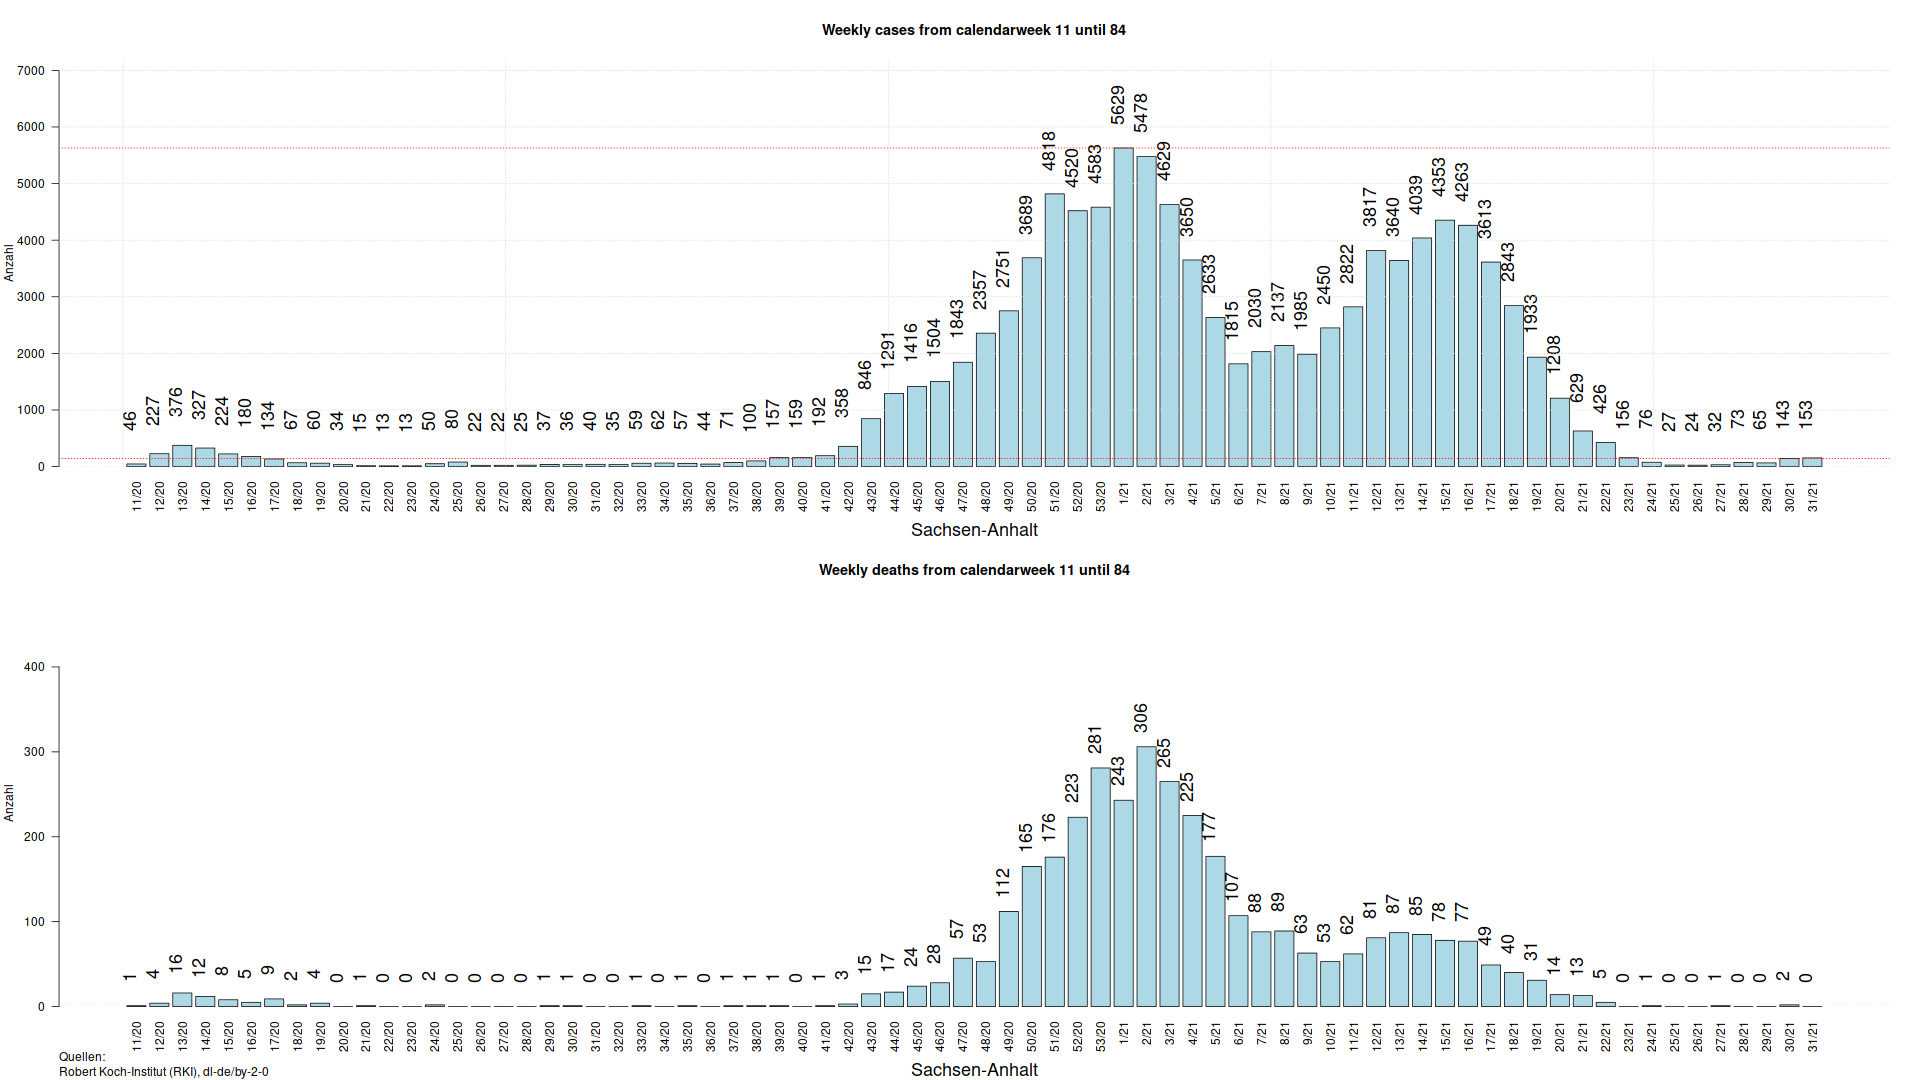 Weekly cases from calendarweek 11 until 84
7000
6000
5000
4000
3000
2000
1000
0
Anzahl
46 227 376 327 224 180 134 67 60 34 15 13 13 50 80 22 22 25 37 36 40 35 59 62 57 44 71 100 157 159 192 358 846 1291 1416 1504 1843 2357 2751 3689 4818 4520 4583 5629 5478 4629 3650 2633 1815 2030 2137 1985 2450 2822 3817 3640 4039 4353 4263 3613 2843 1933 1208 629 426 156 76 27 24 32 73 65 143 153
11/20 12/20 13/20 14/20 15/20 16/20 17/20 18/20 19/20 20/20 21/20 22/20 23/20 24/20 25/20 26/20 27/20 28/20 29/20 30/20 31/20 32/20 33/20 34/20 35/20 36/20 37/20 38/20 39/20 40/20 41/20 42/20 43/20 44/20 45/20 46/20 47/20 48/20 49/20 50/20 51/20 52/20 53/20 1/21 2/21 3/21 4/21 5/21 6/21 7/21 8/21 9/21 10/21 11/21 12/21 13/21 14/21 15/21 16/21 17/21 18/21 19/21 20/21 21/21 22/21 23/21 24/21 25/21 26/21 27/21 28/21 29/21 30/21 31/21
Sachsen-Anhalt
Weekly deaths from calendarweek 11 until 84
400
300
200
100
0
Anzahl
1 4 16 12 8 5 9 2 4 0 1 0 0 2 0 0 0 0 1 1 0 0 1 0 1 0 1 1 1 0 1 3 15 17 24 28 57 53 112 165 176 223 281 243 306 265 225 177 107 88 89 63 53 62 81 87 85 78 77 49 40 31 14 13 5 0 1 0 0 1 0 0 2 0
11/20 12/20 13/20 14/20 15/20 16/20 17/20 18/20 19/20 20/20 21/20 22/20 23/20 24/20 25/20 26/20 27/20 28/20 29/20 30/20 31/20 32/20 33/20 34/20 35/20 36/20 37/20 38/20 39/20 40/20 41/20 42/20 43/20 44/20 45/20 46/20 47/20 48/20 49/20 50/20 51/20 52/20 53/20 1/21 2/21 3/21 4/21 5/21 6/21 7/21 8/21 9/21 10/21 11/21 12/21 13/21 14/21 15/21 16/21 17/21 18/21 19/21 20/21 21/21 22/21 23/21 24/21 25/21 26/21 27/21 28/21 29/21 30/21 31/21
Sachsen-Anhalt
Quellen:
Robert Koch-Institut (RKI), dl-de/by-2-0